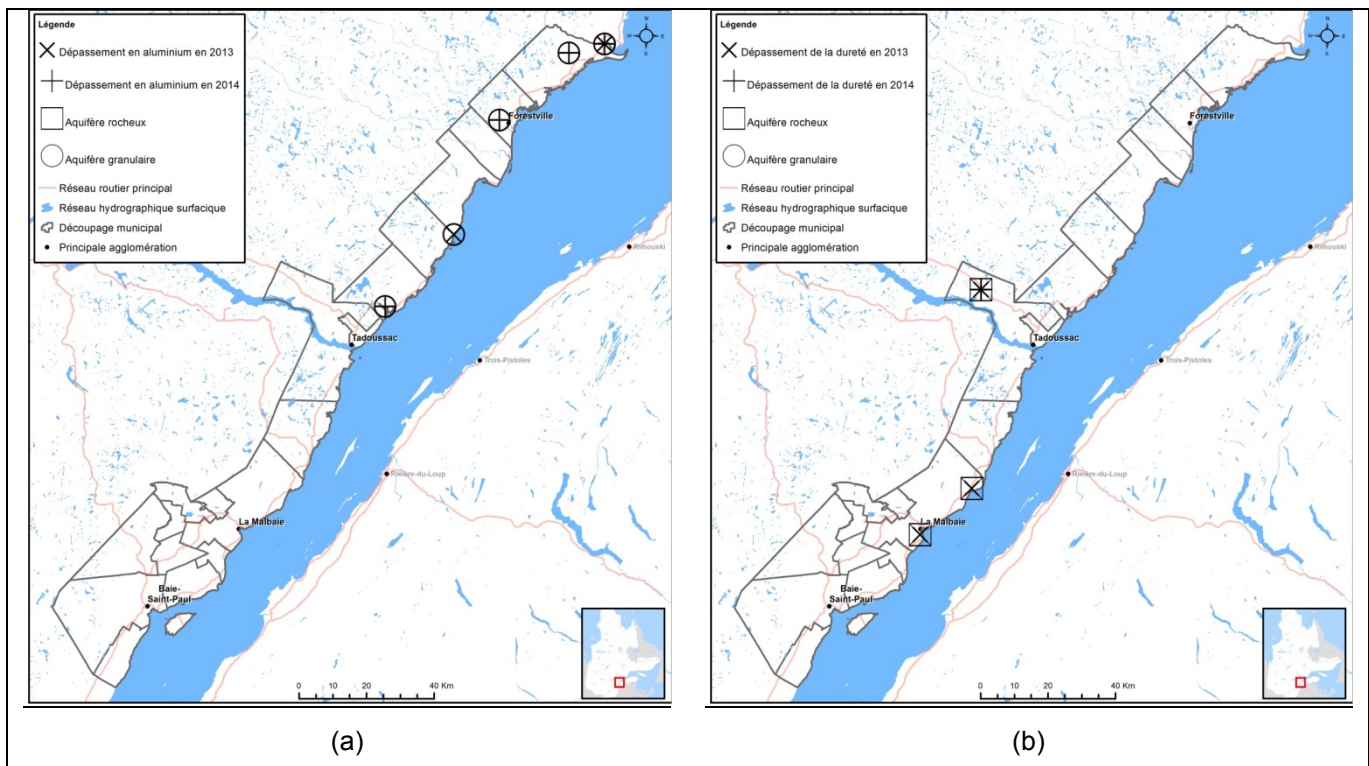 Légende
Dépassement en aluminium en 2013
Dépassement en aluminium en 2014
Aquifère rocheux
Aquifère granulaire
Réseau routier principal
Réseau hydrographique surfacique
Découpage municipal
Principale agglomération
N
W E
S
Forestville
Rimouski
Tadoussac
Trois-Pistoles
Rivière-du-Loup
La Malbaie
Baie-
Saint-Paul
0 10 20 40 Km
(a)
Légende
Dépassement de la dureté en 2013
Dépassement de la dureté en 2014
Aquifère rocheux
Aquifère granulaire
Réseau routier principal
Réseau hydrographique surfacique
Découpage municipal
Principale agglomération
N
W E
S
Forestville
Rimouski
Tadoussac
Trois-Pistoles
Rivière-du-Loup
La Malbaie
Baie-
Saint-Paul
0 10 20 40 Km
(b)